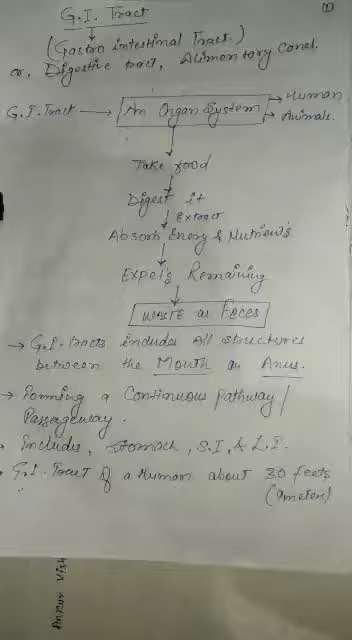 G.I. Tract
(Gastro intestinal Tract.)
or, Digestive tract, Alimentary Canal.
G.I. Tract → An Organ System → Human
→ Animals.
Take food
Digest it
Extract
Absorb Energy & Nutrients
Expels Remaining
WASTE as Feces
→ G.I. tracts includes all structures
between the Mouth and Anus.
→ Forming a Continuous Pathway /
Passageway.
Includes, Stomach, S.I, & L.I.
G.I. Tract of a Human about 30 feets
(9meters)